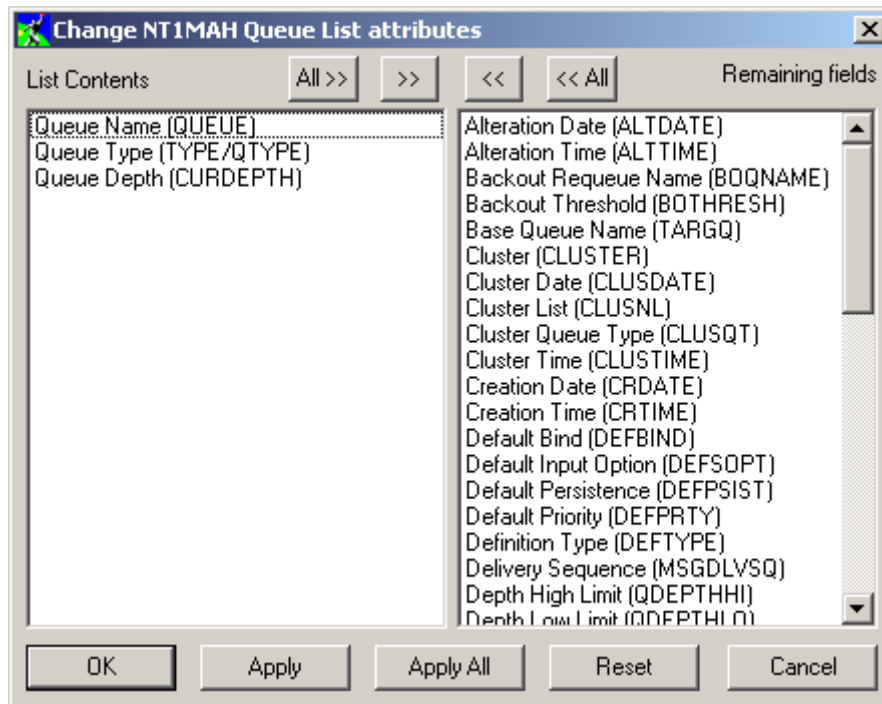 Change NT1MAH Queue List attributes
List Contents
All >>
>>
<<
<< All
Remaining fields
Queue Name (QUEUE)
Queue Type (TYPE/QTYPE)
Queue Depth (CURDEPTH)
Alteration Date (ALTDATE)
Alteration Time (ALTTIME)
Backout Requeue Name (BOQNAME)
Backout Threshold (BOTHRESH)
Base Queue Name (TARGQ)
Cluster (CLUSTER)
Cluster Date (CLUSDATE)
Cluster List (CLUSNL)
Cluster Queue Type (CLUSQT)
Cluster Time (CLUSTIME)
Creation Date (CRDATE)
Creation Time (CRTIME)
Default Bind (DEFBIND)
Default Input Option (DEFSOPT)
Default Persistence (DEFPSIST)
Default Priority (DEFPRTY)
Definition Type (DEFTYPE)
Delivery Sequence (MSGDLVSQ)
Depth High Limit (QDEPTHHI)
Depth Low Limit (QDEPTHLO)
OK
Apply
Apply All
Reset
Cancel